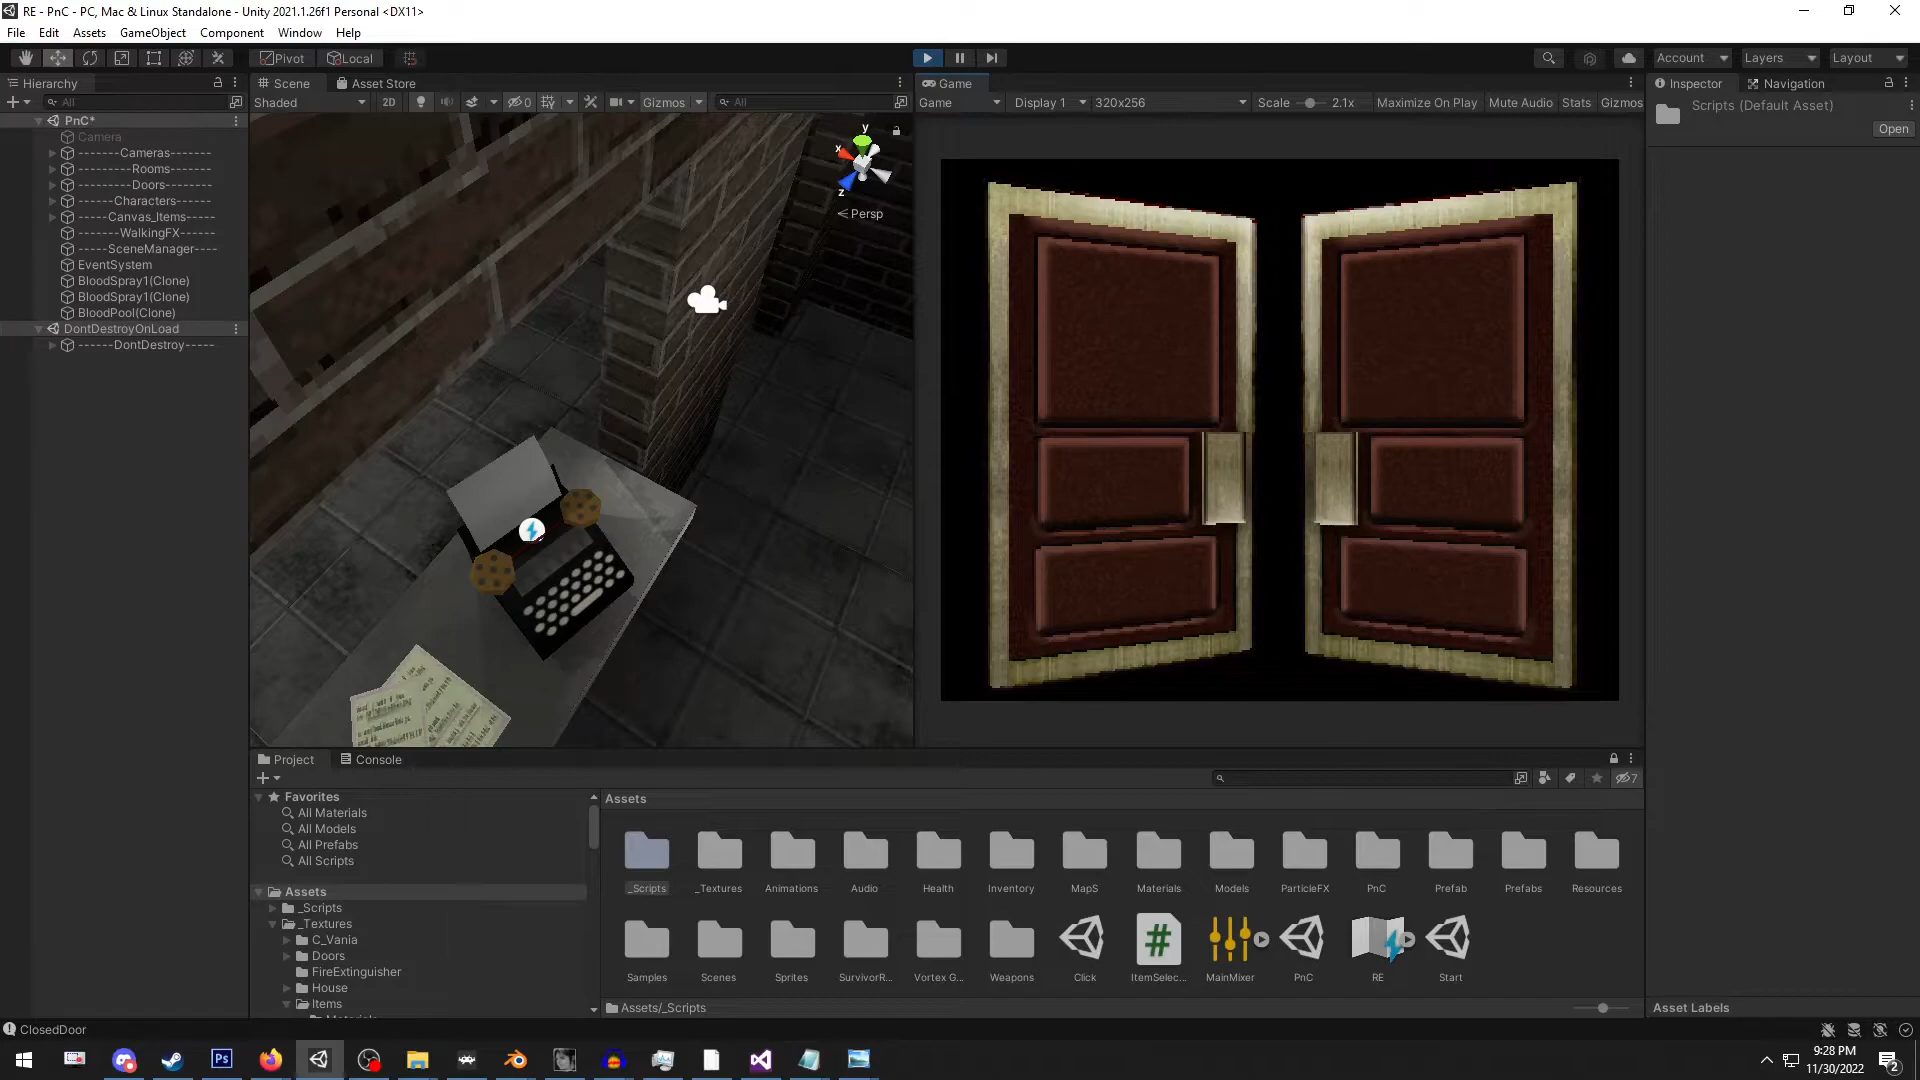 RE - PnC - PC, Mac & Linux Standalone - Unity 2021.1.26f1 Personal <DX11>
File Edit Assets GameObject Component Window Help
Pivot Local
Account Layers Layout
Hierarchy
All
PnC*
Camera
-------Cameras-------
---------Rooms-------
---------Doors--------
------Characters------
-----Canvas_Items-----
-------WalkingFX------
-----SceneManager----
EventSystem
BloodSpray1(Clone)
BloodSpray1(Clone)
BloodPool(Clone)
DontDestroyOnLoad
------DontDestroy-----
Scene Asset Store
Shaded 2D 0 Gizmos All
y
x
z
< Persp
Game
Game Display 1 320x256 Scale 2.1x Maximize On Play Mute Audio Stats Gizmos
Inspector Navigation
Scripts (Default Asset)
Open
Project Console
7
Favorites
All Materials
All Models
All Prefabs
All Scripts
Assets
_Scripts
_Textures
C_Vania
Doors
FireExtinguisher
House
Items
Assets
_Scripts _Textures Animations Audio Health Inventory MapS Materials Models ParticleFX PnC Prefab Prefabs Resources
Samples Scenes Sprites SurvivorR... Vortex G... Weapons Click ItemSelec... MainMixer PnC RE Start
Assets/_Scripts
Asset Labels
ClosedDoor
9:28 PM
11/30/2022
2